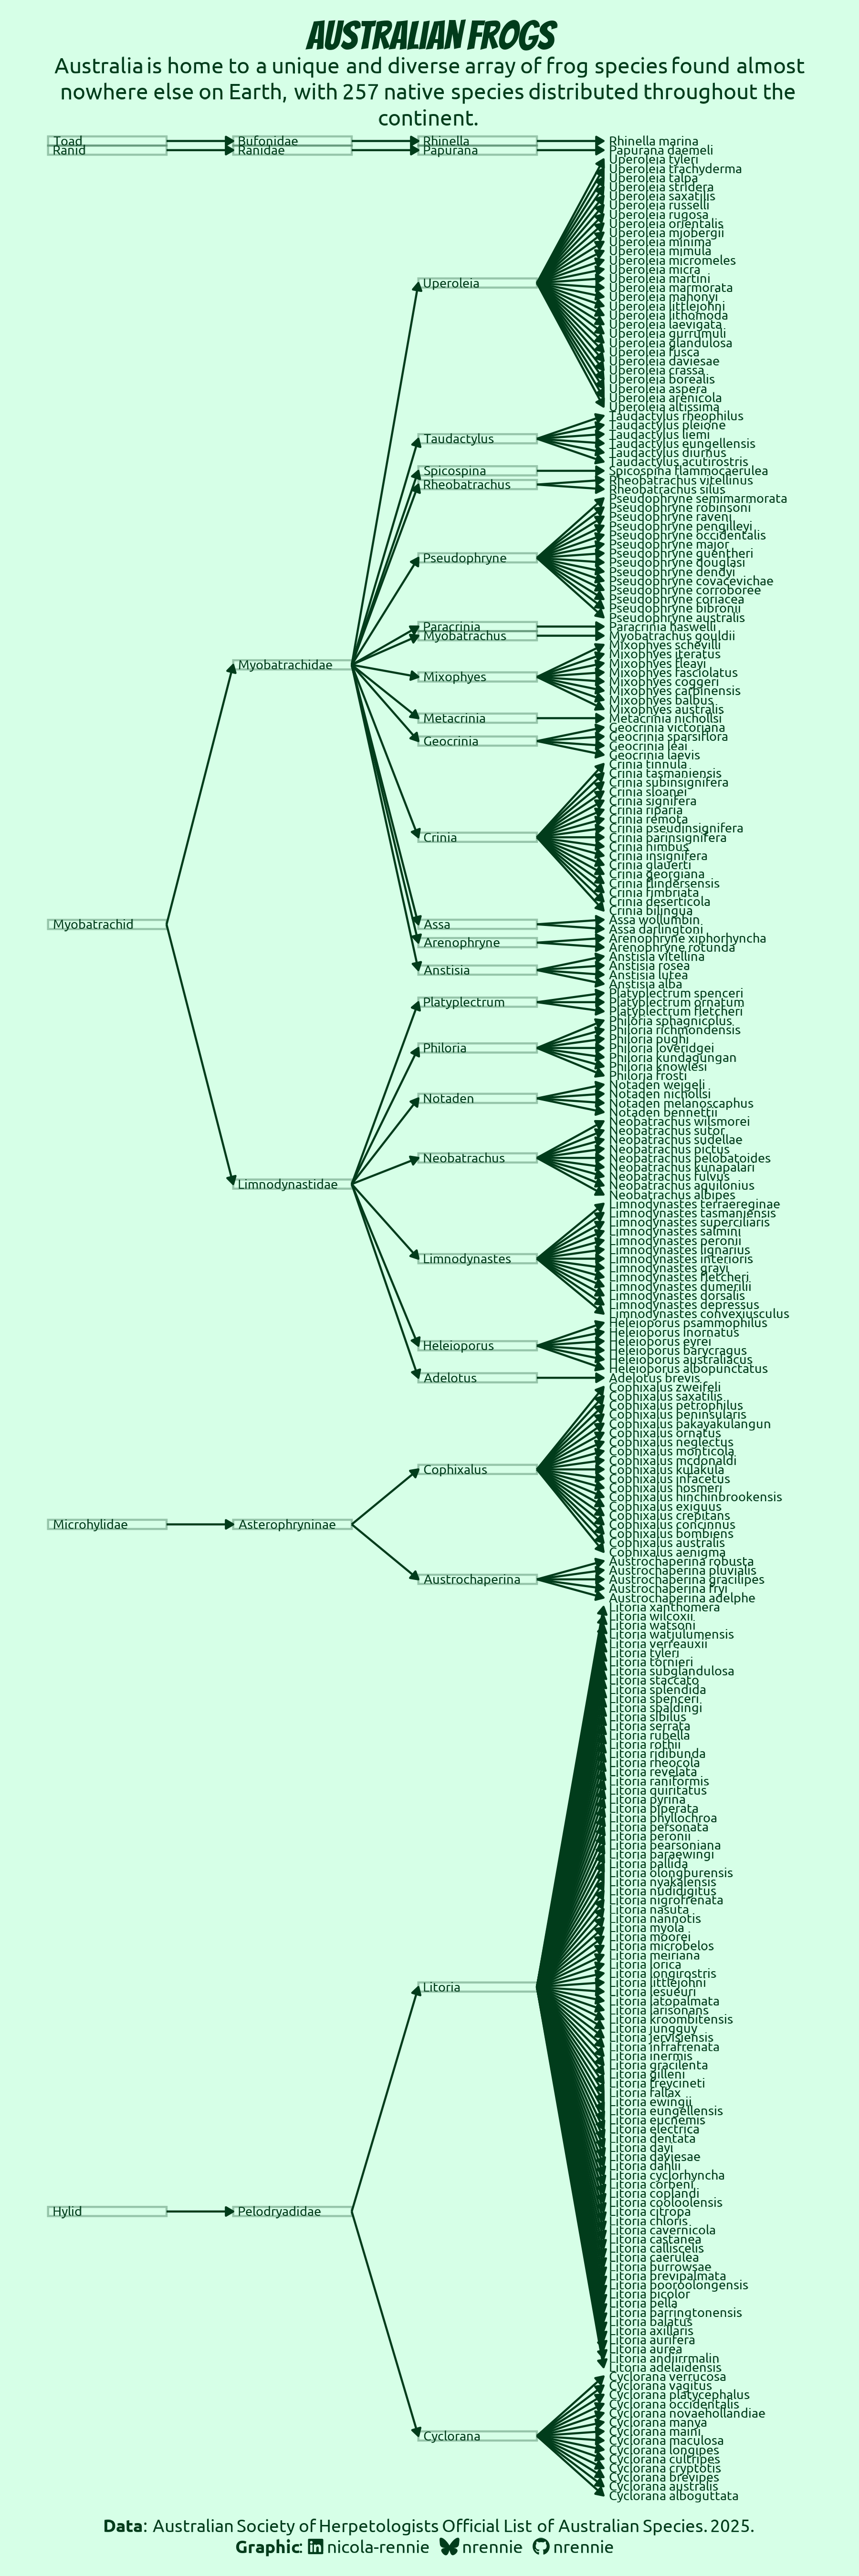 AUSTRALIAN FROGS
Australia is home to a unique and diverse array of frog species found almost
nowhere else on Earth, with 257 native species distributed throughout the
continent.
Toad
Bufonidae
Rhinella
Rhinella marina
Ranid
Ranidae
Papurana
Papurana daemeli
Myobatrachid
Myobatrachidae
Uperoleia
Uperoleia tyleri
Uperoleia trachyderma
Uperoleia talpa
Uperoleia stridera
Uperoleia saxatilis
Uperoleia russelli
Uperoleia rugosa
Uperoleia orientalis
Uperoleia mjobergii
Uperoleia minima
Uperoleia mimula
Uperoleia micromeles
Uperoleia micra
Uperoleia martini
Uperoleia marmorata
Uperoleia mahonyi
Uperoleia littlejohni
Uperoleia lithomoda
Uperoleia laevigata
Uperoleia gurrumuli
Uperoleia glandulosa
Uperoleia fusca
Uperoleia daviesae
Uperoleia crassa
Uperoleia borealis
Uperoleia aspera
Uperoleia arenicola
Uperoleia altissima
Taudactylus
Taudactylus rheophilus
Taudactylus pleione
Taudactylus liemi
Taudactylus eungellensis
Taudactylus diurnus
Taudactylus acutirostris
Spicospina
Spicospina flammocaerulea
Rheobatrachus
Rheobatrachus vitellinus
Rheobatrachus silus
Pseudophryne
Pseudophryne semimarmorata
Pseudophryne robinsoni
Pseudophryne raveni
Pseudophryne pengilleyi
Pseudophryne occidentalis
Pseudophryne major
Pseudophryne guentheri
Pseudophryne douglasi
Pseudophryne dendyi
Pseudophryne covacevichae
Pseudophryne corroboree
Pseudophryne coriacea
Pseudophryne bibronii
Pseudophryne australis
Paracrinia
Paracrinia haswelli
Myobatrachus
Myobatrachus gouldii
Mixophyes
Mixophyes schevilli
Mixophyes iteratus
Mixophyes fleayi
Mixophyes fasciolatus
Mixophyes coggeri
Mixophyes carbinensis
Mixophyes balbus
Mixophyes australis
Metacrinia
Metacrinia nichollsi
Geocrinia
Geocrinia victoriana
Geocrinia sparsiflora
Geocrinia leai
Geocrinia laevis
Crinia
Crinia tinnula
Crinia tasmaniensis
Crinia subinsignifera
Crinia sloanei
Crinia signifera
Crinia riparia
Crinia remota
Crinia pseudinsignifera
Crinia parinsignifera
Crinia nimbus
Crinia insignifera
Crinia glauerti
Crinia georgiana
Crinia flindersensis
Crinia fimbriata
Crinia deserticola
Crinia bilingua
Assa
Assa wollumbin
Assa darlingtoni
Arenophryne
Arenophryne xiphorhyncha
Arenophryne rotunda
Anstisia
Anstisia vitellina
Anstisia rosea
Anstisia lutea
Anstisia alba
Limnodynastidae
Platyplectrum
Platyplectrum spenceri
Platyplectrum ornatum
Platyplectrum fletcheri
Philoria
Philoria sphagnicolus
Philoria richmondensis
Philoria pughi
Philoria loveridgei
Philoria kundagungan
Philoria knowlesi
Philoria frosti
Notaden
Notaden weigeli
Notaden nichollsi
Notaden melanoscaphus
Notaden bennettii
Neobatrachus
Neobatrachus wilsmorei
Neobatrachus sutor
Neobatrachus sudellae
Neobatrachus pictus
Neobatrachus pelobatoides
Neobatrachus kunapalari
Neobatrachus fulvus
Neobatrachus aquilonius
Neobatrachus albipes
Limnodynastes
Limnodynastes terraereginae
Limnodynastes tasmaniensis
Limnodynastes superciliaris
Limnodynastes salmini
Limnodynastes peronii
Limnodynastes lignarius
Limnodynastes interioris
Limnodynastes grayi
Limnodynastes fletcheri
Limnodynastes dumerilii
Limnodynastes dorsalis
Limnodynastes depressus
Limnodynastes convexiusculus
Heleioporus
Heleioporus psammophilus
Heleioporus inornatus
Heleioporus eyrei
Heleioporus barycragus
Heleioporus australiacus
Heleioporus albopunctatus
Adelotus
Adelotus brevis
Microhylidae
Asterophryninae
Cophixalus
Cophixalus zweifeli
Cophixalus saxatilis
Cophixalus petrophilus
Cophixalus peninsularis
Cophixalus pakayakulangun
Cophixalus ornatus
Cophixalus neglectus
Cophixalus monticola
Cophixalus mcdonaldi
Cophixalus kulakula
Cophixalus infacetus
Cophixalus hosmeri
Cophixalus hinchinbrookensis
Cophixalus exiguus
Cophixalus crepitans
Cophixalus concinnus
Cophixalus bombiens
Cophixalus australis
Cophixalus aenigma
Austrochaperina
Austrochaperina robusta
Austrochaperina pluvialis
Austrochaperina gracilipes
Austrochaperina fryi
Austrochaperina adelphe
Hylid
Pelodryadidae
Litoria
Litoria xanthomera
Litoria wilcoxii
Litoria watsoni
Litoria watjulumensis
Litoria verreauxii
Litoria tyleri
Litoria tornieri
Litoria subglandulosa
Litoria staccato
Litoria splendida
Litoria spenceri
Litoria spaldingi
Litoria sibilus
Litoria serrata
Litoria rubella
Litoria rothii
Litoria ridibunda
Litoria rheocola
Litoria revelata
Litoria raniformis
Litoria quiritatus
Litoria pyrina
Litoria piperata
Litoria phyllochroa
Litoria personata
Litoria peronii
Litoria pearsoniana
Litoria paraewingi
Litoria pallida
Litoria olongburensis
Litoria nyakalensis
Litoria nudidigitus
Litoria nigrofrenata
Litoria nasuta
Litoria nannotis
Litoria myola
Litoria moorei
Litoria microbelos
Litoria meiriana
Litoria lorica
Litoria longirostris
Litoria littlejohni
Litoria lesueuri
Litoria latopalmata
Litoria larisonans
Litoria kroombitensis
Litoria jungguy
Litoria jervisiensis
Litoria infrafrenata
Litoria inermis
Litoria gracilenta
Litoria gilleni
Litoria freycineti
Litoria fallax
Litoria ewingii
Litoria eungellensis
Litoria eucnemis
Litoria electrica
Litoria dentata
Litoria dayi
Litoria daviesae
Litoria dahlii
Litoria cyclorhyncha
Litoria corbeni
Litoria coplandi
Litoria cooloolensis
Litoria citropa
Litoria chloris
Litoria cavernicola
Litoria castanea
Litoria calliscelis
Litoria caerulea
Litoria burrowsae
Litoria brevipalmata
Litoria booroolongensis
Litoria bicolor
Litoria bella
Litoria barringtonensis
Litoria balatus
Litoria axillaris
Litoria aurifera
Litoria aurea
Litoria andiirrmalin
Litoria adelaidensis
Cyclorana
Cyclorana verrucosa
Cyclorana vagitus
Cyclorana platycephalus
Cyclorana occidentalis
Cyclorana novaehollandiae
Cyclorana manya
Cyclorana maini
Cyclorana maculosa
Cyclorana longipes
Cyclorana cultripes
Cyclorana cryptotis
Cyclorana brevipes
Cyclorana australis
Cyclorana alboguttata
Data: Australian Society of Herpetologists Official List of Australian Species. 2025.
Graphic: nicola-rennie nrennie nrennie